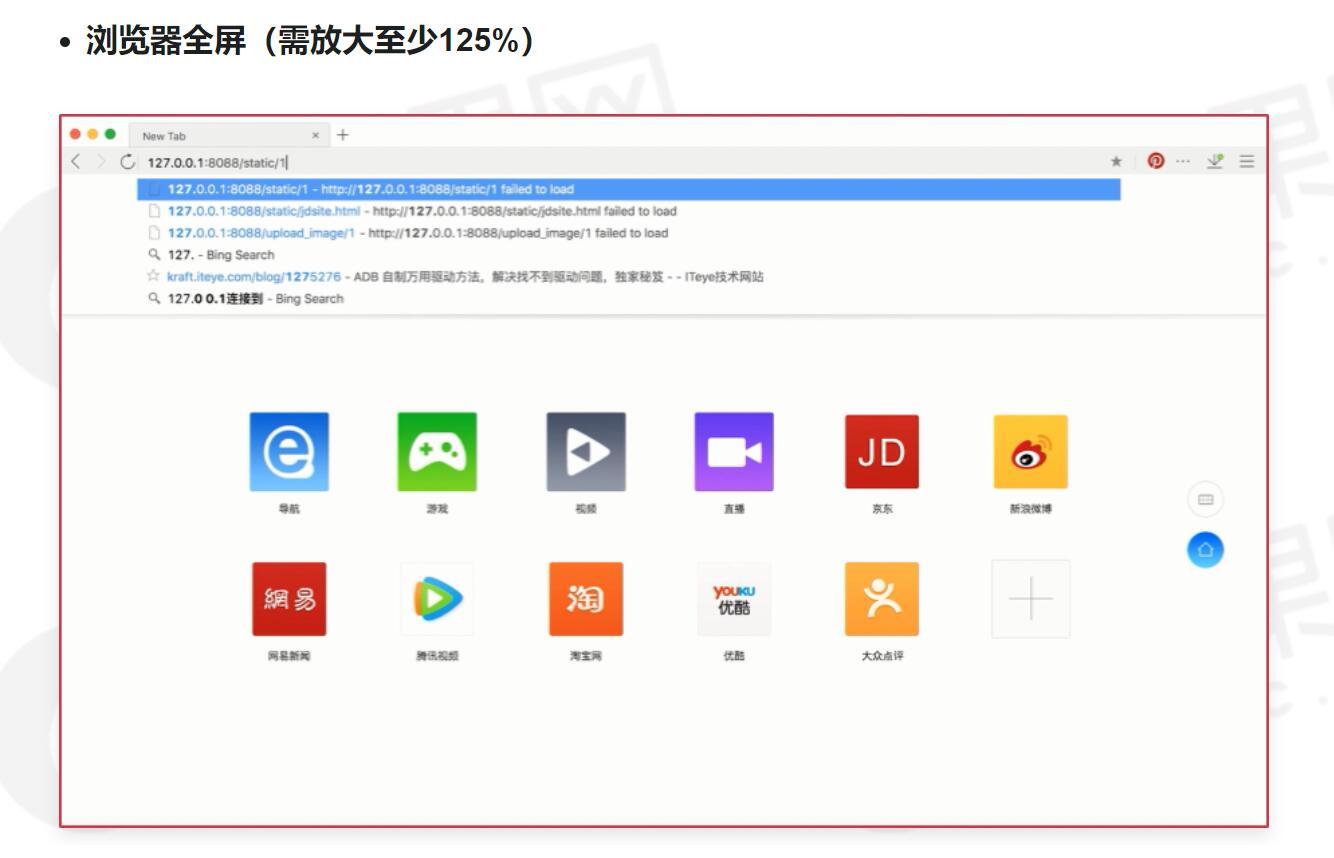 浏览器全屏（需放大至少125%）
New Tab
127.0.0.1:8088/static/1
127.0.0.1:8088/static/1 - http://127.0.0.1:8088/static/1 failed to load
127.0.0.1:8088/static/jdsite.html - http://127.0.0.1:8088/static/jdsite.html failed to load
127.0.0.1:8088/upload_image/1 - http://127.0.0.1:8088/upload_image/1 failed to load
127. - Bing Search
kraft.iteye.com/blog/1275276 - ADB 自制万用驱动方法，解决找不到驱动问题，独家秘笈 - - ITeye技术网站
127.0 0.1连接到 - Bing Search
JD
导航 游戏 视频 直播 京东 新浪微博
網易 淘 YOUKU
优酷
网易新闻 腾讯视频 淘宝网 优酷 大众点评